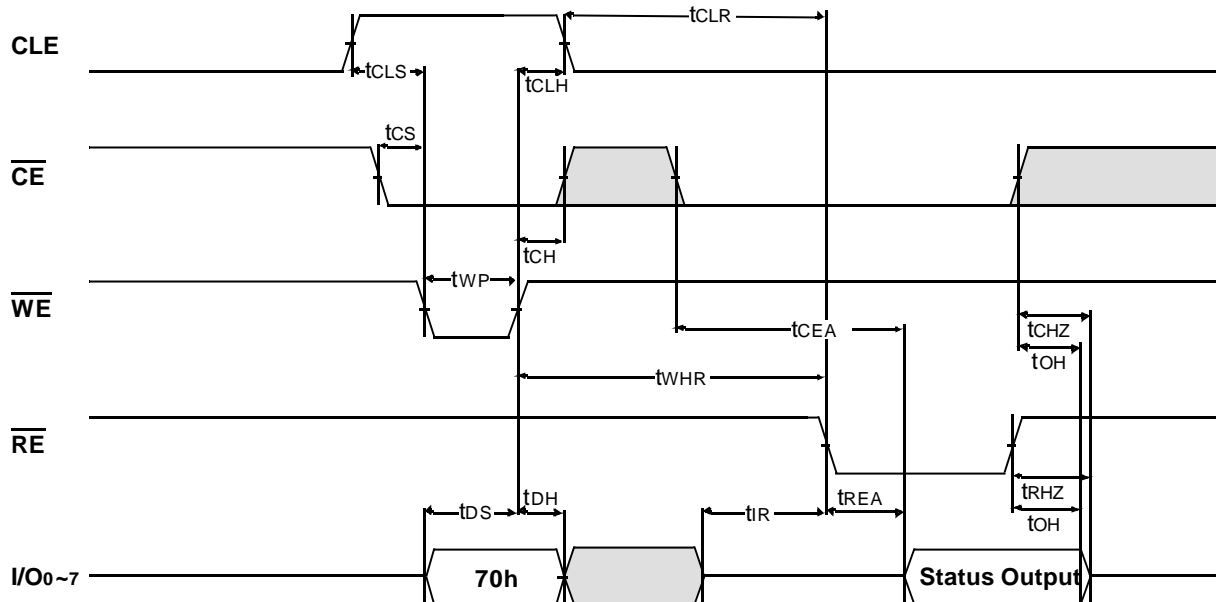 tCLR
CLE
tCLS
tCLH
tCS
CE
tCH
tWP
WE
tCEA
tCHZ
tOH
tWHR
RE
tDH
tDS
tIR
tREA
tRHZ
tOH
I/O0~7
70h
Status Output